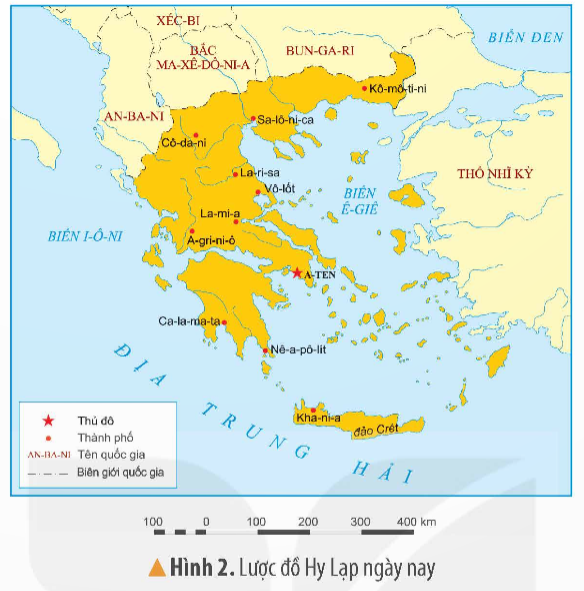 XÉC-BI
BIỂN ĐEN
BẮC
MA-XÊ-ĐÔ-NI-A
BUN-GA-RI
Kô-mô-ti-ni
AN-BA-NI
Sa-lô-ni-ca
Cô-da-ni
La-ri-sa
THỔ NHĨ KỲ
Vô-lốt
BIỂN
Ê-GIÊ
La-mi-a
BIỂN I-Ô-NI
A-gri-ni-ô
A-TEN
Ca-la-ma-ta
Nê-a-pô-lit
ĐỊA TRUNG HẢI
Kha-ni-a
đảo Crét
Thủ đô
Thành phố
AN-BA-NI Tên quốc gia
Biên giới quốc gia
100 0 100 200 300 400 km
Hình 2. Lược đồ Hy Lạp ngày nay